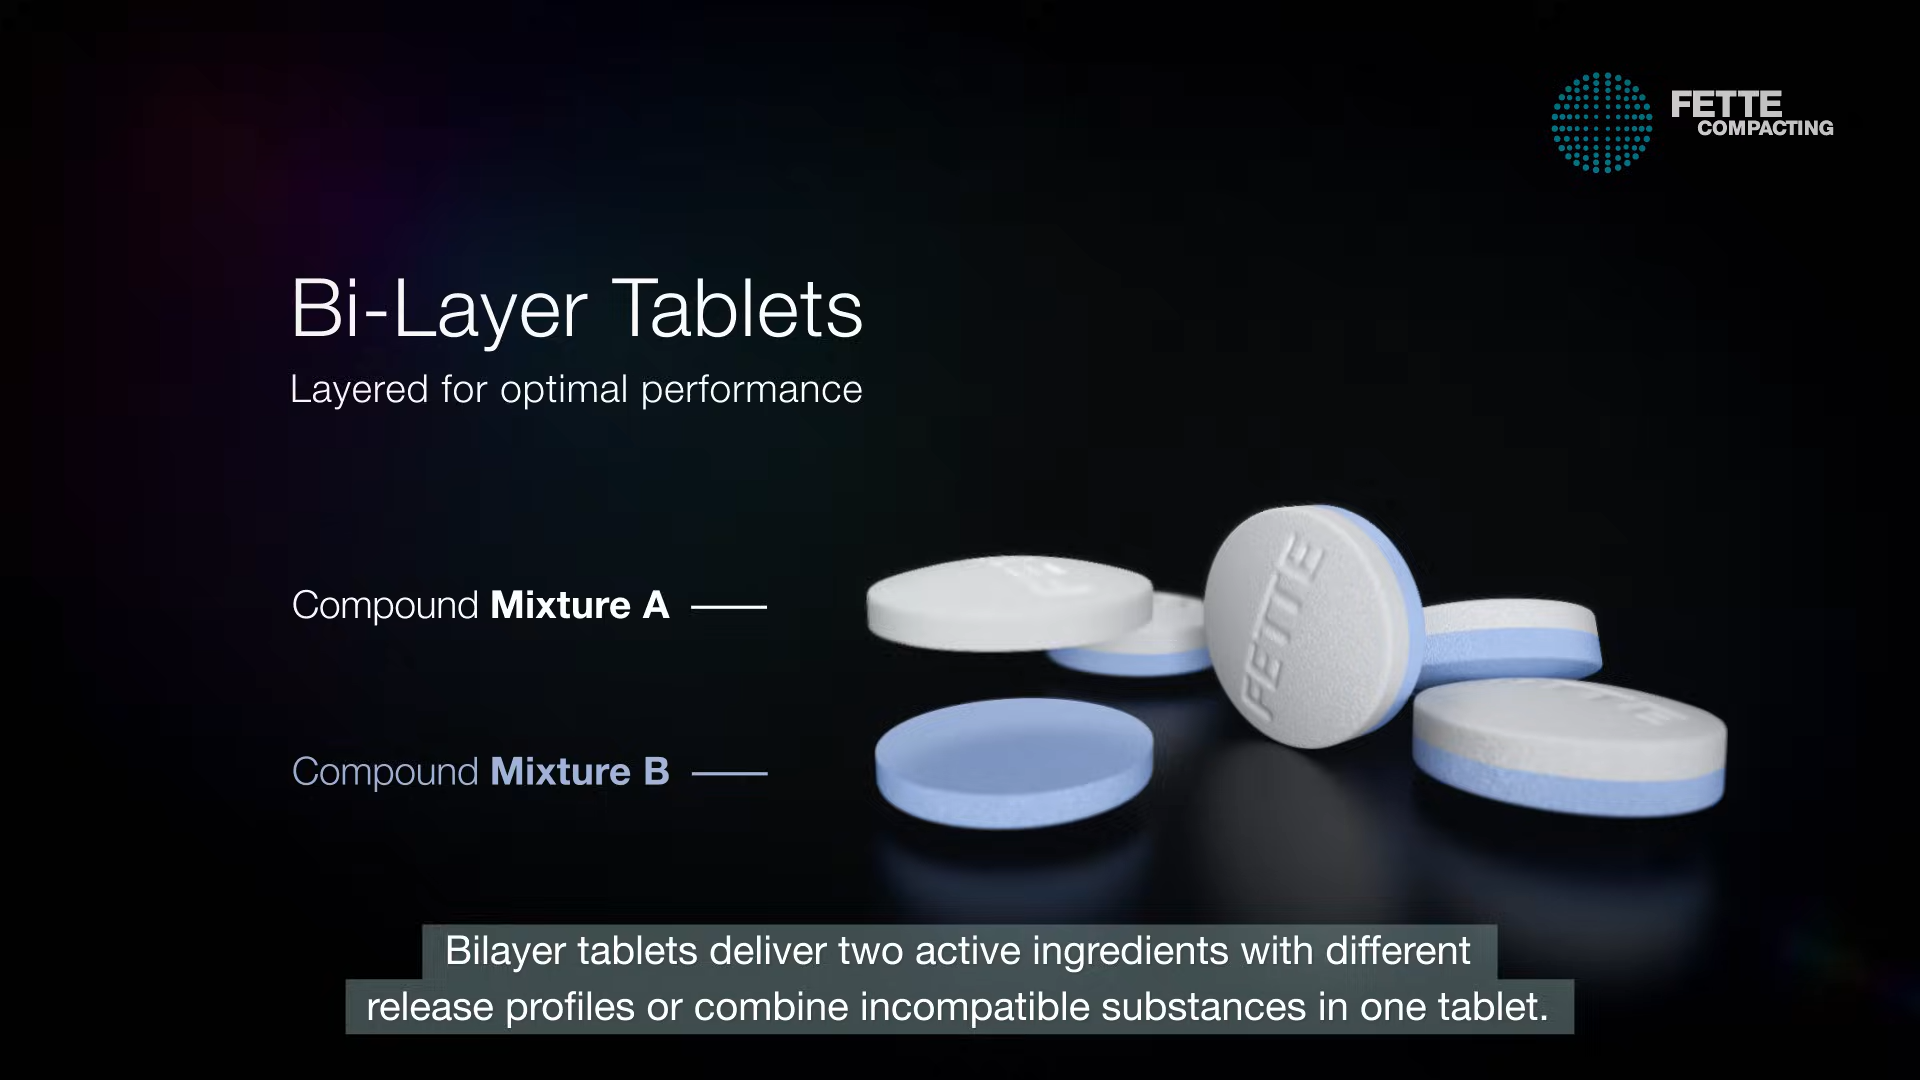 FETTE
COMPACTING
Bi-Layer Tablets
Layered for optimal performance
Compound Mixture A
FETTE
Compound Mixture B
Bilayer tablets deliver two active ingredients with different
release profiles or combine incompatible substances in one tablet.